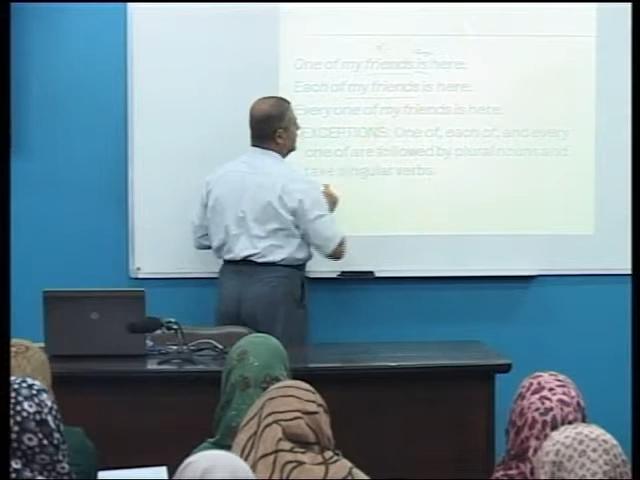 One of my friends is here.
Each of my friends is here.
Every one of my friends is here.
EXCEPTIONS: One of, each of, and every
one of are followed by plural nouns and
take singular verbs.